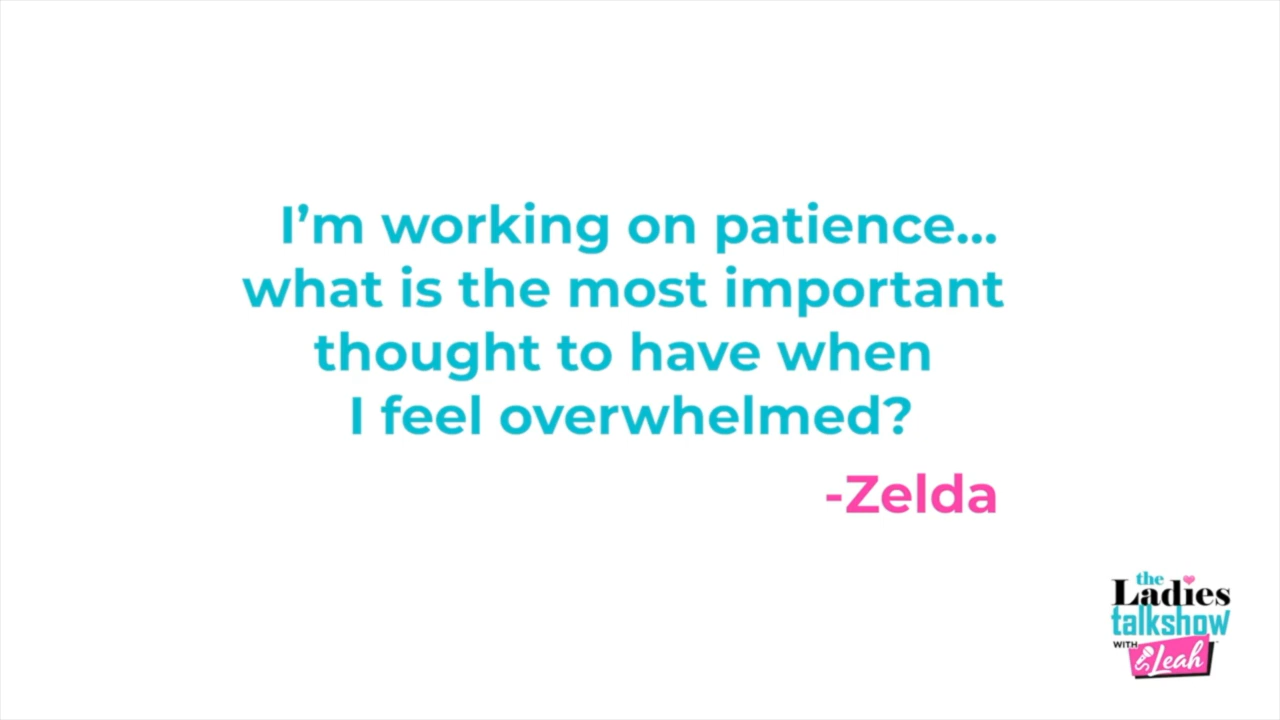 I’m working on patience...
what is the most important
thought to have when
I feel overwhelmed?
-Zelda
the
Ladies
talkshow
WITH
Leah